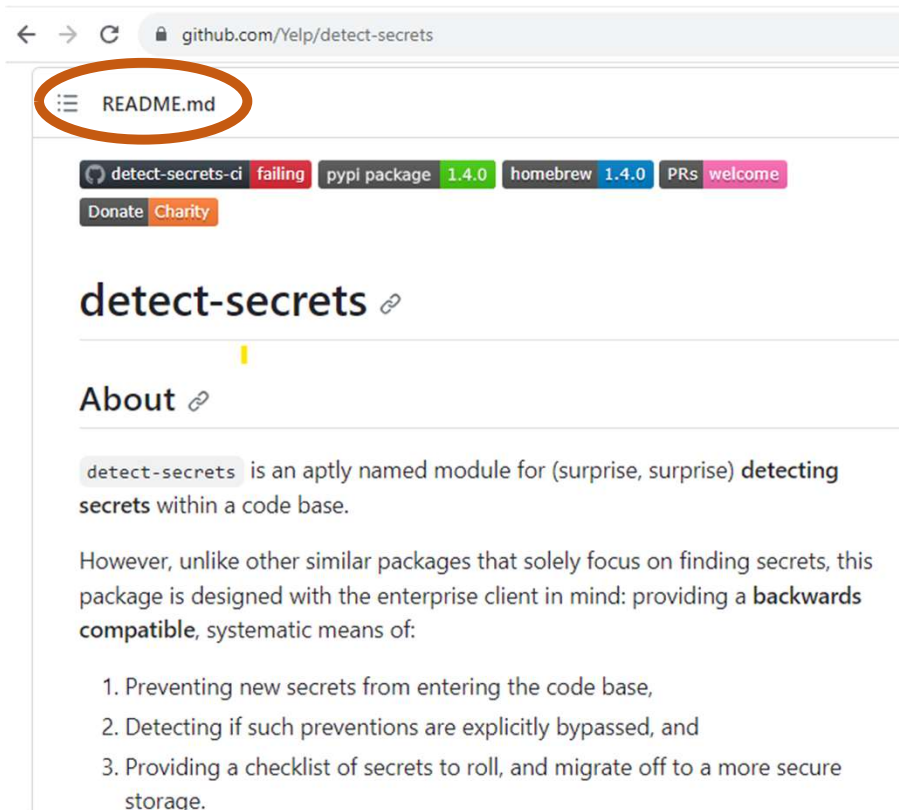 github.com/Yelp/detect-secrets
README.md
detect-secrets-ci failing pypi package 1.4.0 homebrew 1.4.0 PRs welcome
Donate Charity
detect-secrets
About
detect-secrets is an aptly named module for (surprise, surprise) detecting
secrets within a code base.
However, unlike other similar packages that solely focus on finding secrets, this
package is designed with the enterprise client in mind: providing a backwards
compatible, systematic means of:
1. Preventing new secrets from entering the code base,
2. Detecting if such preventions are explicitly bypassed, and
3. Providing a checklist of secrets to roll, and migrate off to a more secure
storage.